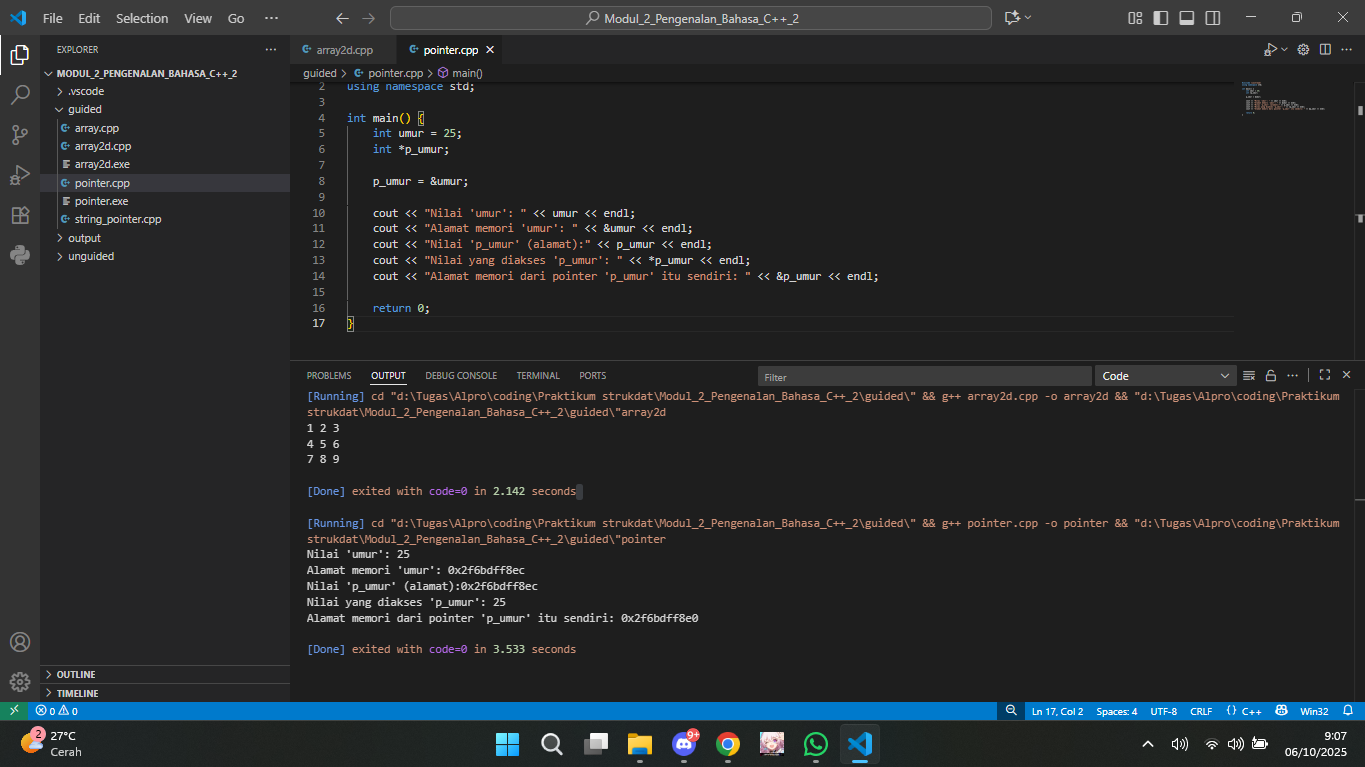 File Edit Selection View Go ··· Modul_2_Pengenalan_Bahasa_C++_2
EXPLORER ···
MODUL_2_PENGENALAN_BAHASA_C++_2
.vscode
guided
array.cpp
array2d.cpp
array2d.exe
pointer.cpp
pointer.exe
string_pointer.cpp
output
unguided
OUTLINE
TIMELINE
array2d.cpp pointer.cpp
guided > pointer.cpp > main()
2 using namespace std;
3
4 int main() {
5 int umur = 25;
6 int *p_umur;
7
8 p_umur = &umur;
9
10 cout << "Nilai 'umur': " << umur << endl;
11 cout << "Alamat memori 'umur': " << &umur << endl;
12 cout << "Nilai 'p_umur' (alamat):" << p_umur << endl;
13 cout << "Nilai yang diakses 'p_umur': " << *p_umur << endl;
14 cout << "Alamat memori dari pointer 'p_umur' itu sendiri: " << &p_umur << endl;
15
16 return 0;
17 }
PROBLEMS OUTPUT DEBUG CONSOLE TERMINAL PORTS Filter Code
[Running] cd "d:\Tugas\Alpro\coding\Praktikum strukdat\Modul_2_Pengenalan_Bahasa_C++_2\guided\" && g++ array2d.cpp -o array2d && "d:\Tugas\Alpro\coding\Praktikum
strukdat\Modul_2_Pengenalan_Bahasa_C++_2\guided\"array2d
1 2 3
4 5 6
7 8 9
[Done] exited with code=0 in 2.142 seconds
[Running] cd "d:\Tugas\Alpro\coding\Praktikum strukdat\Modul_2_Pengenalan_Bahasa_C++_2\guided\" && g++ pointer.cpp -o pointer && "d:\Tugas\Alpro\coding\Praktikum
strukdat\Modul_2_Pengenalan_Bahasa_C++_2\guided\"pointer
Nilai 'umur': 25
Alamat memori 'umur': 0x2f6bdff8ec
Nilai 'p_umur' (alamat):0x2f6bdff8ec
Nilai yang diakses 'p_umur': 25
Alamat memori dari pointer 'p_umur' itu sendiri: 0x2f6bdff8e0
[Done] exited with code=0 in 3.533 seconds
0 0 Ln 17, Col 2 Spaces: 4 UTF-8 CRLF {} C++ Win32
2 27°C
Cerah
9+
9:07
06/10/2025